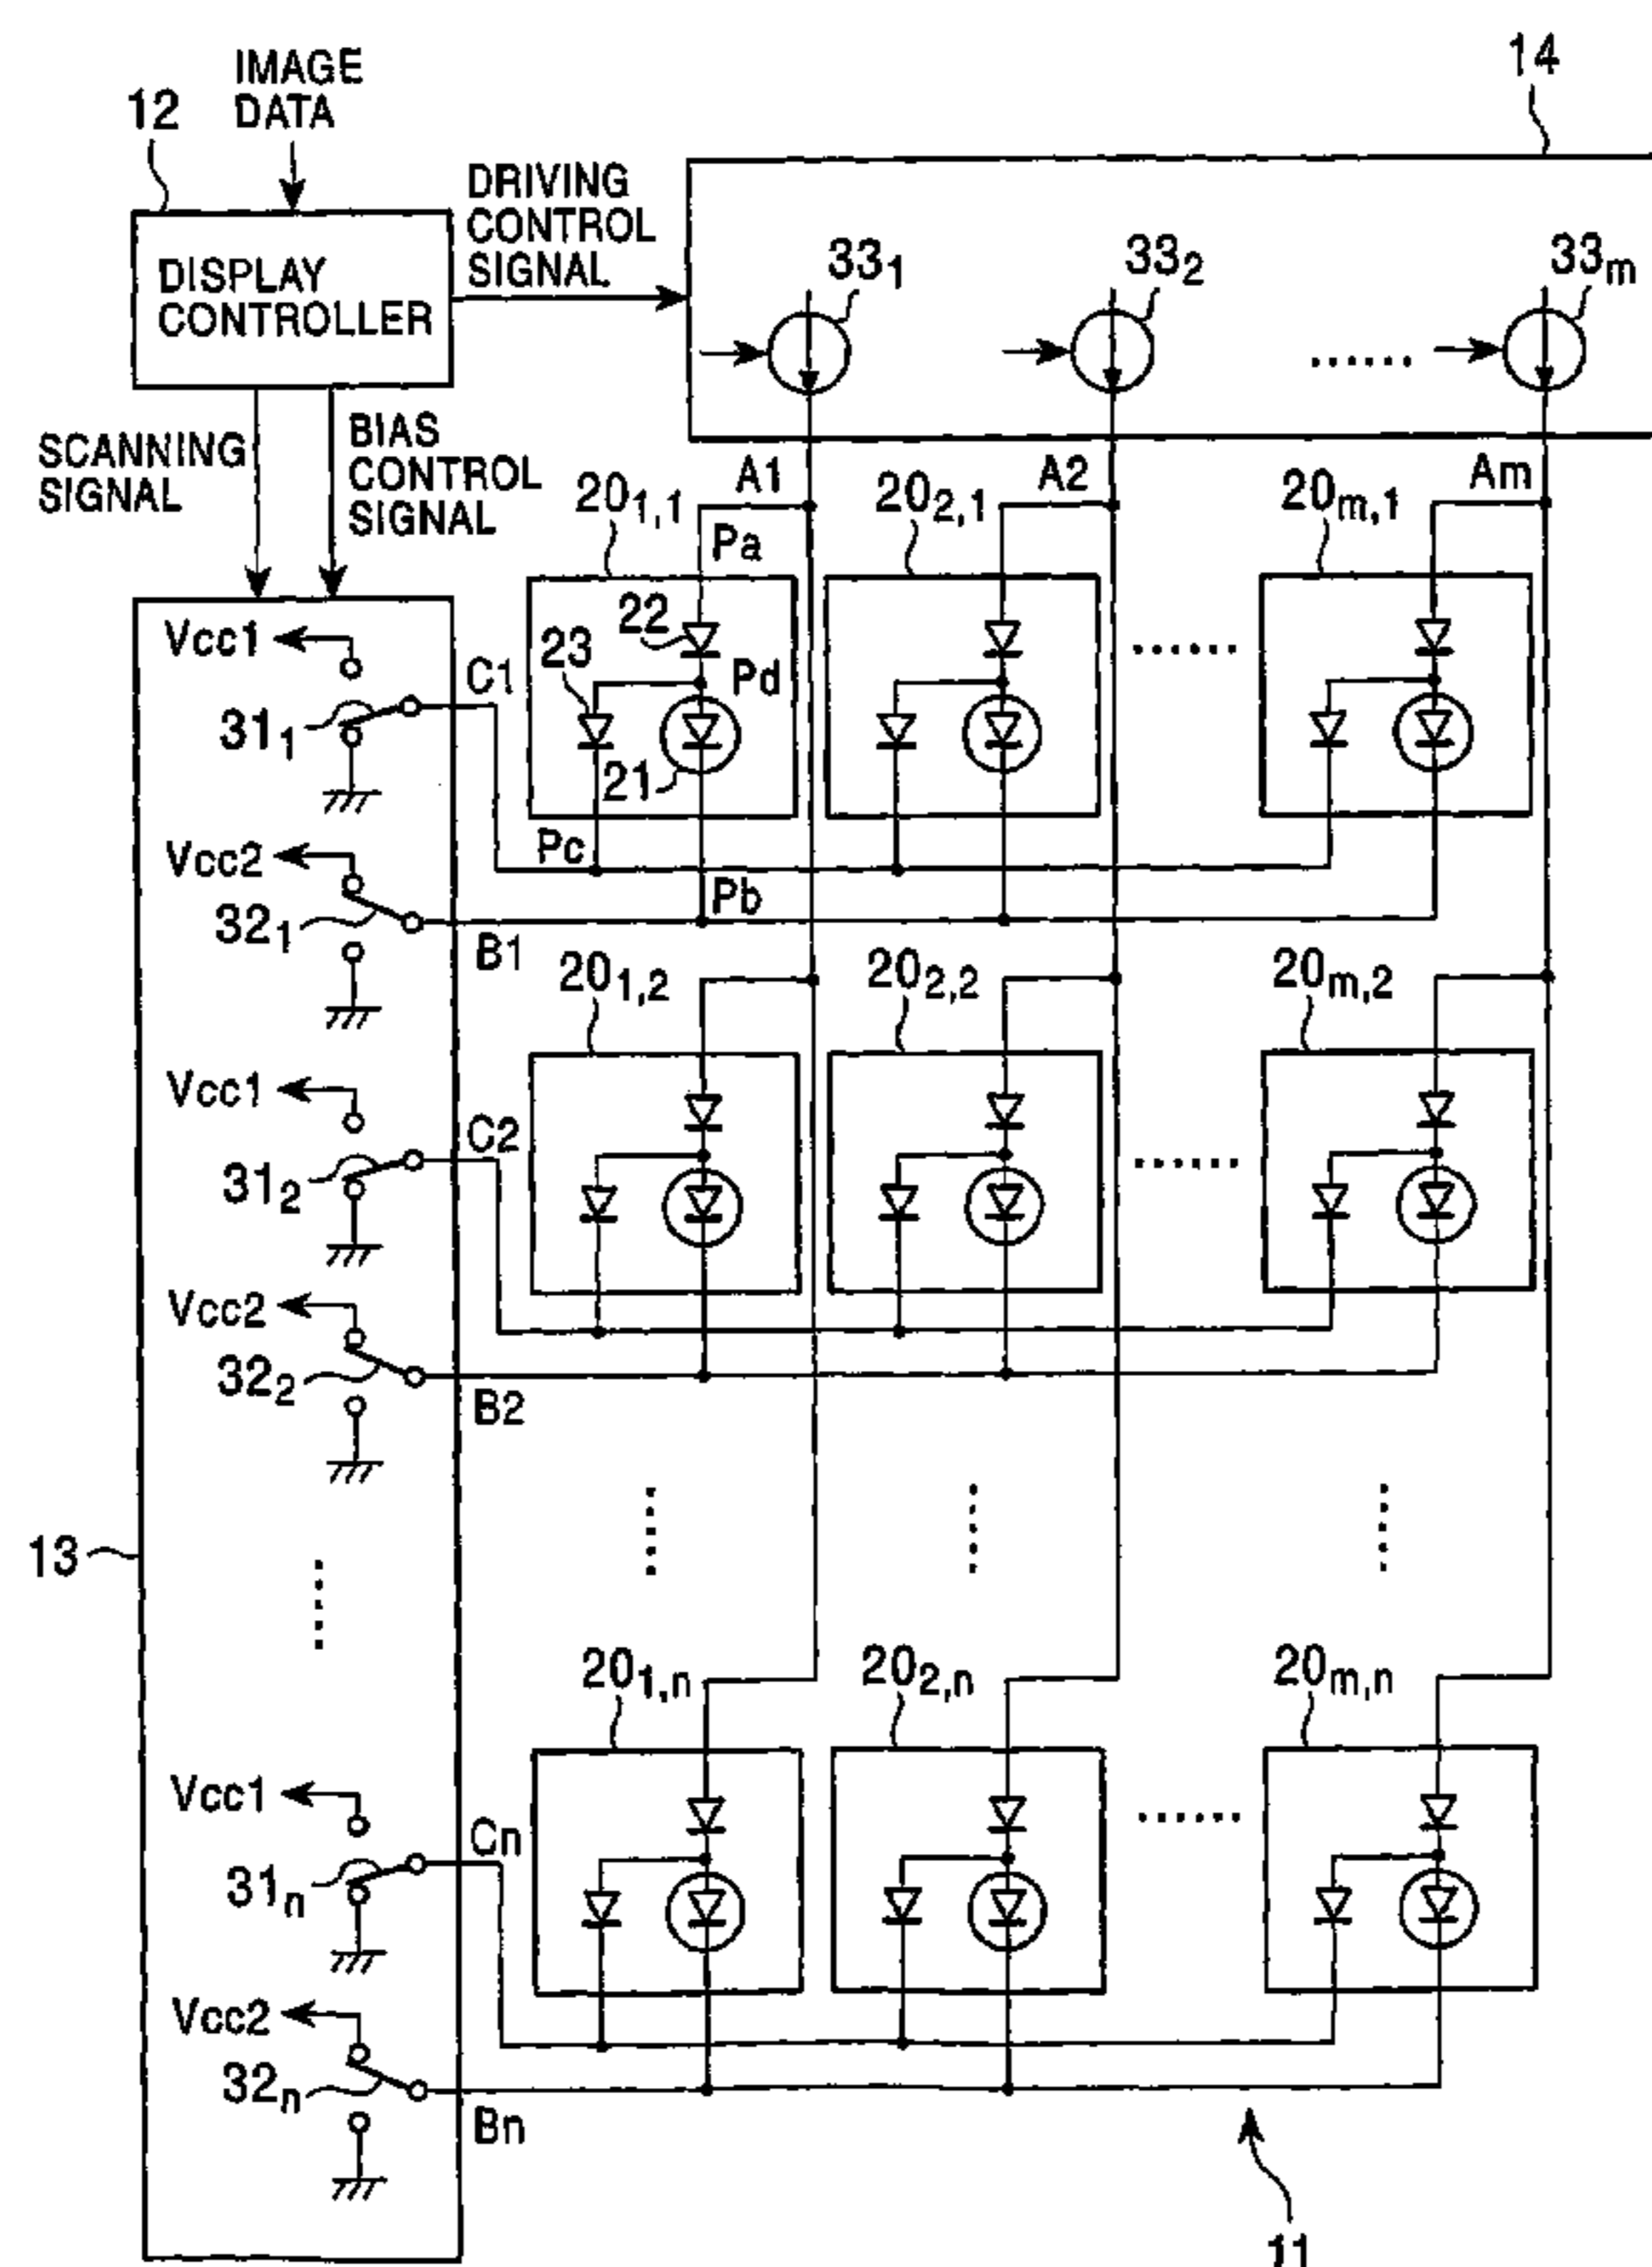 IMAGE
DATA
12
14
DRIVING
CONTROL
SIGNAL
DISPLAY
CONTROLLER
33₁
33₂
33ₘ
......
SCANNING
SIGNAL
BIAS
CONTROL
SIGNAL
A1
A2
Am
20₁,₁
20₂,₁
20ₘ,₁
Pa
22
23
Pd
21
Pc
Pb
......
Vcc1
C1
31₁
Vcc2
32₁
B1
20₁,₂
20₂,₂
20ₘ,₂
Vcc1
C2
31₂
......
Vcc2
32₂
B2
13
20₁,ₙ
20₂,ₙ
20ₘ,ₙ
Vcc1
Cn
31ₙ
......
Vcc2
32ₙ
Bn
11